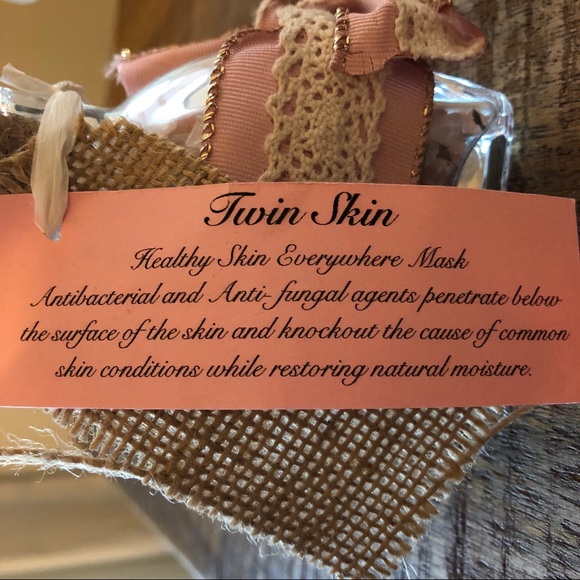 Twin Skin
Healthy Skin Everywhere Mask
Antibacterial and Anti-fungal agents penetrate below
the surface of the skin and knockout the cause of common
skin conditions while restoring natural moisture.